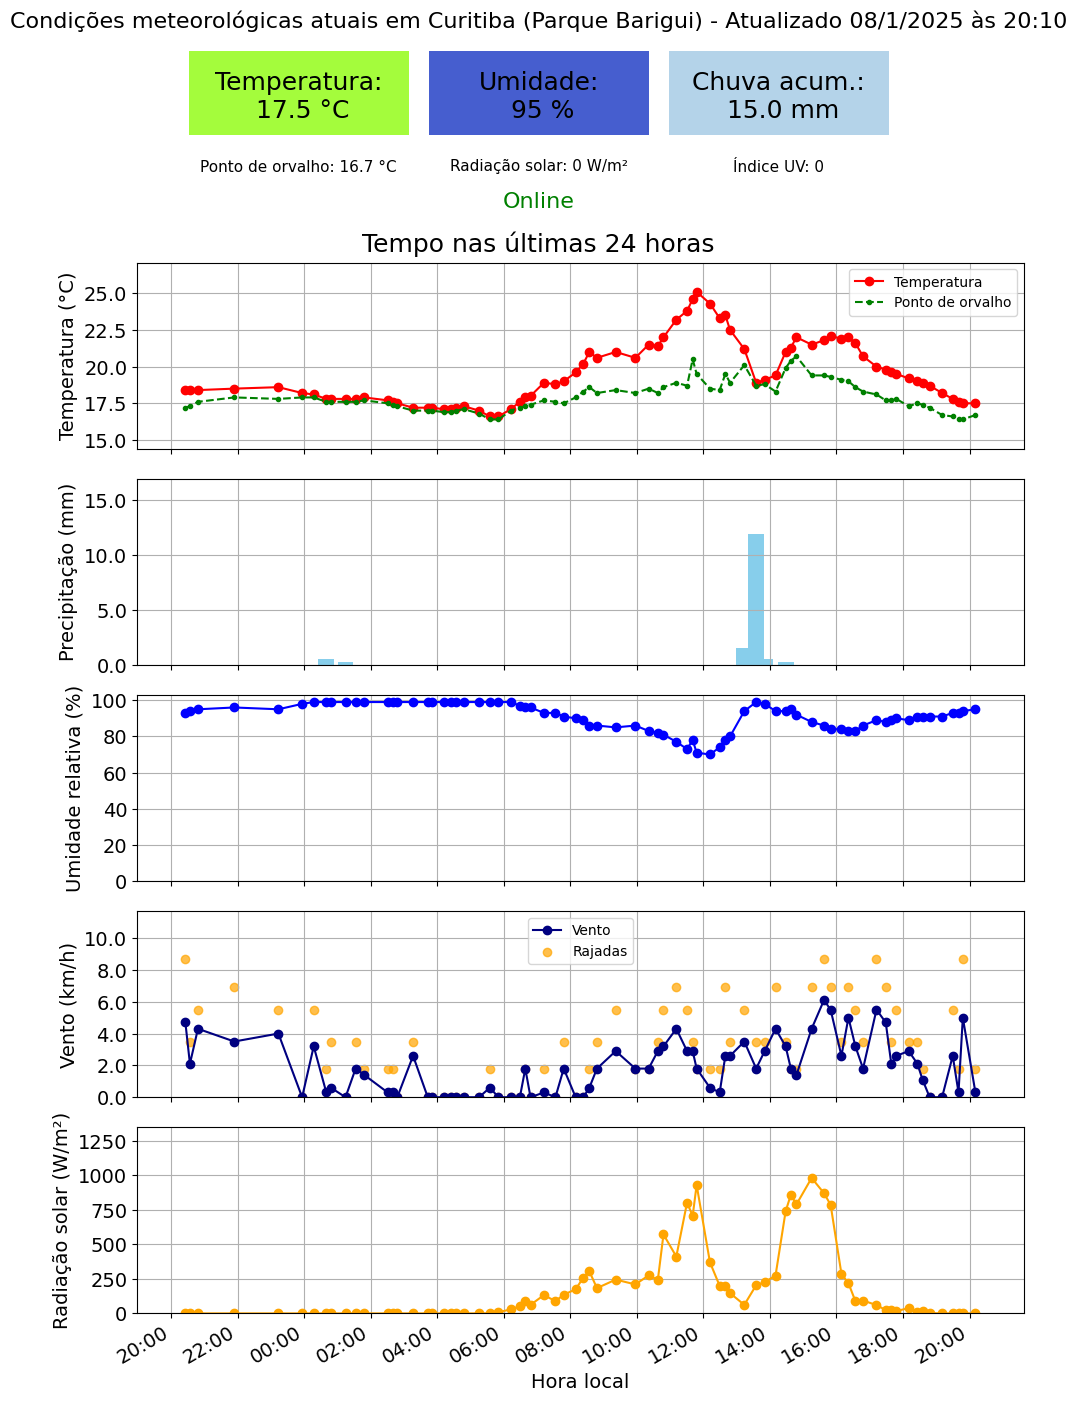 Condições meteorológicas atuais em Curitiba (Parque Barigui) - Atualizado 08/1/2025 às 20:10
Temperatura:
17.5 °C
Umidade:
95 %
Chuva acum.:
15.0 mm
Ponto de orvalho: 16.7 °C
Radiação solar: 0 W/m²
Índice UV: 0
Online
Tempo nas últimas 24 horas
Temperatura (°C)
25.0
22.5
20.0
17.5
15.0
Temperatura
Ponto de orvalho
Precipitação (mm)
15.0
10.0
5.0
0.0
Umidade relativa (%)
100
80
60
40
20
0
Vento (km/h)
10.0
8.0
6.0
4.0
2.0
0.0
Vento
Rajadas
Radiação solar (W/m²)
1250
1000
750
500
250
0
20:00
22:00
00:00
02:00
04:00
06:00
08:00
10:00
12:00
14:00
16:00
18:00
20:00
Hora local